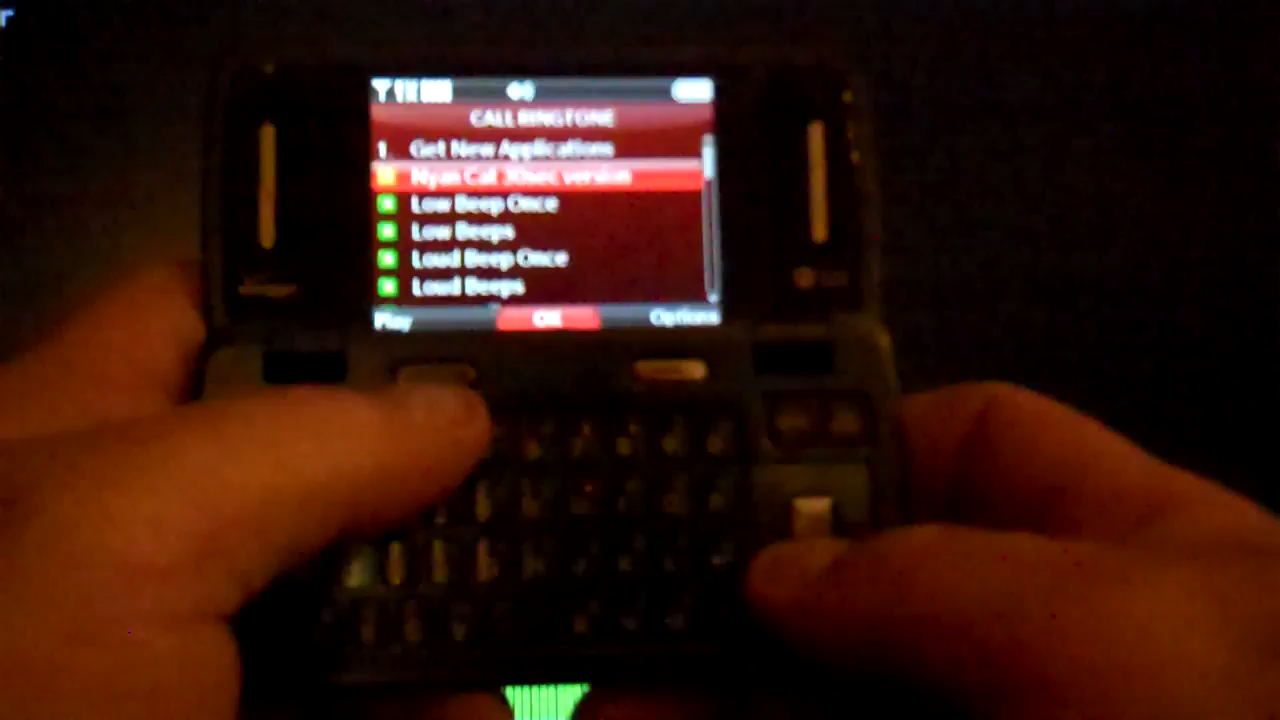 1X
CALL RINGTONE
1. Get New Applications
Nyan Cat 30sec version
Low Beep Once
Low Beeps
Loud Beep Once
Loud Beeps
Play OK Options